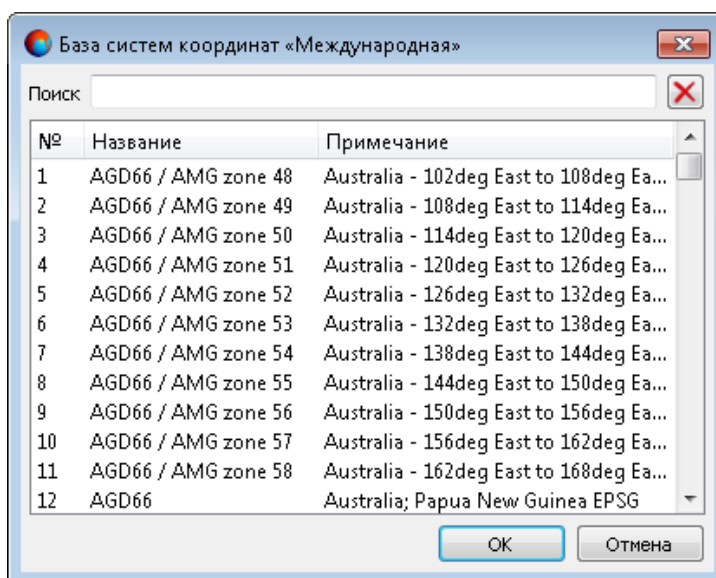 База систем координат «Международная»
Поиск
№ Название Примечание
1 AGD66 / AMG zone 48 Australia - 102deg East to 108deg Ea...
2 AGD66 / AMG zone 49 Australia - 108deg East to 114deg Ea...
3 AGD66 / AMG zone 50 Australia - 114deg East to 120deg Ea...
4 AGD66 / AMG zone 51 Australia - 120deg East to 126deg Ea...
5 AGD66 / AMG zone 52 Australia - 126deg East to 132deg Ea...
6 AGD66 / AMG zone 53 Australia - 132deg East to 138deg Ea...
7 AGD66 / AMG zone 54 Australia - 138deg East to 144deg Ea...
8 AGD66 / AMG zone 55 Australia - 144deg East to 150deg Ea...
9 AGD66 / AMG zone 56 Australia - 150deg East to 156deg Ea...
10 AGD66 / AMG zone 57 Australia - 156deg East to 162deg Ea...
11 AGD66 / AMG zone 58 Australia - 162deg East to 168deg Ea...
12 AGD66 Australia; Papua New Guinea EPSG
OK Отмена